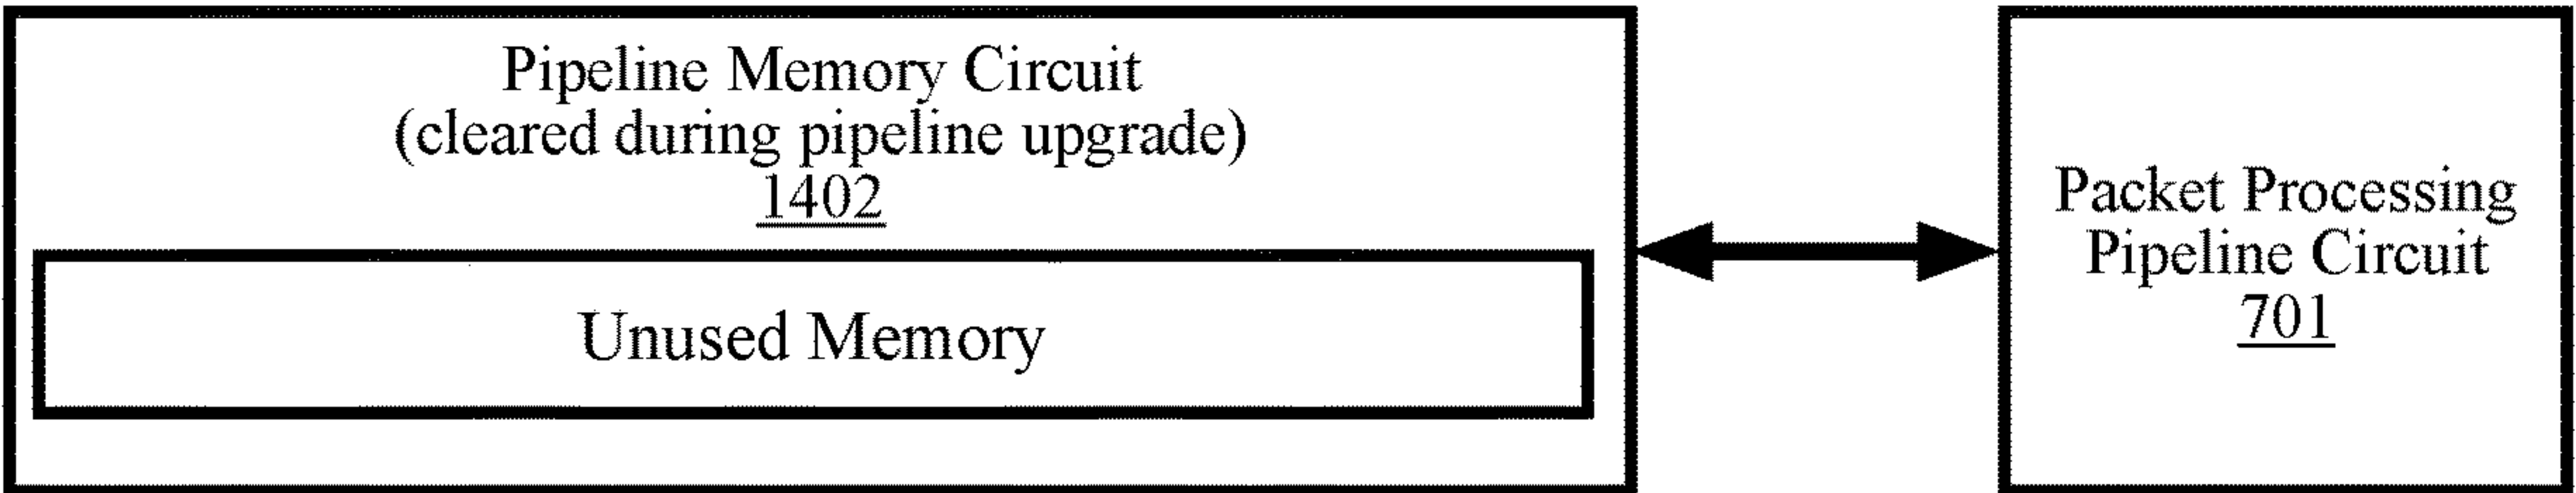 Pipeline Memory Circuit
(cleared during pipeline upgrade)
1402
Unused Memory
Packet Processing
Pipeline Circuit
701